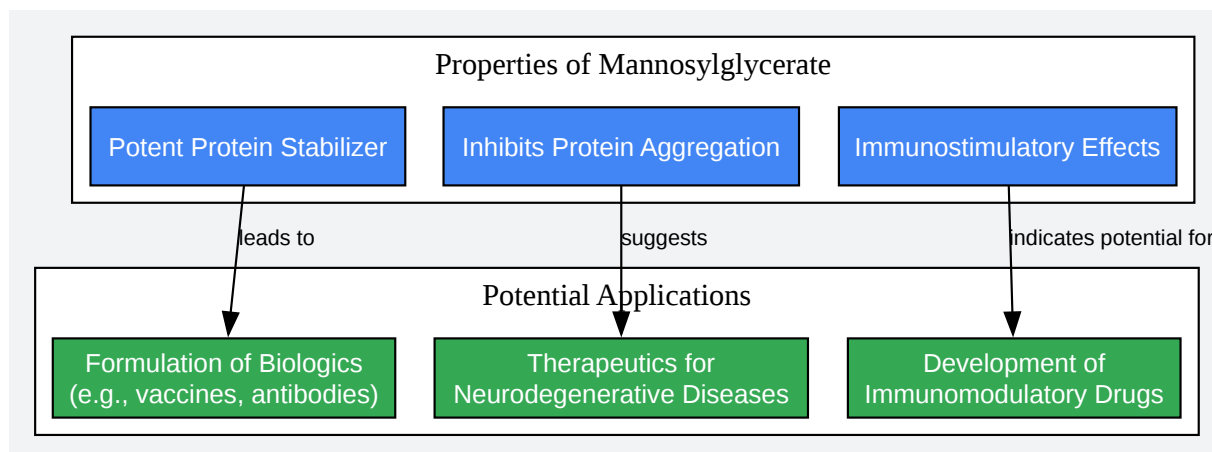 Properties of Mannosylglycerate
Potent Protein Stabilizer
Inhibits Protein Aggregation
Immunostimulatory Effects
leads to
suggests
indicates potential for
Potential Applications
Formulation of Biologics
(e.g., vaccines, antibodies)
Therapeutics for
Neurodegenerative Diseases
Development of
Immunomodulatory Drugs